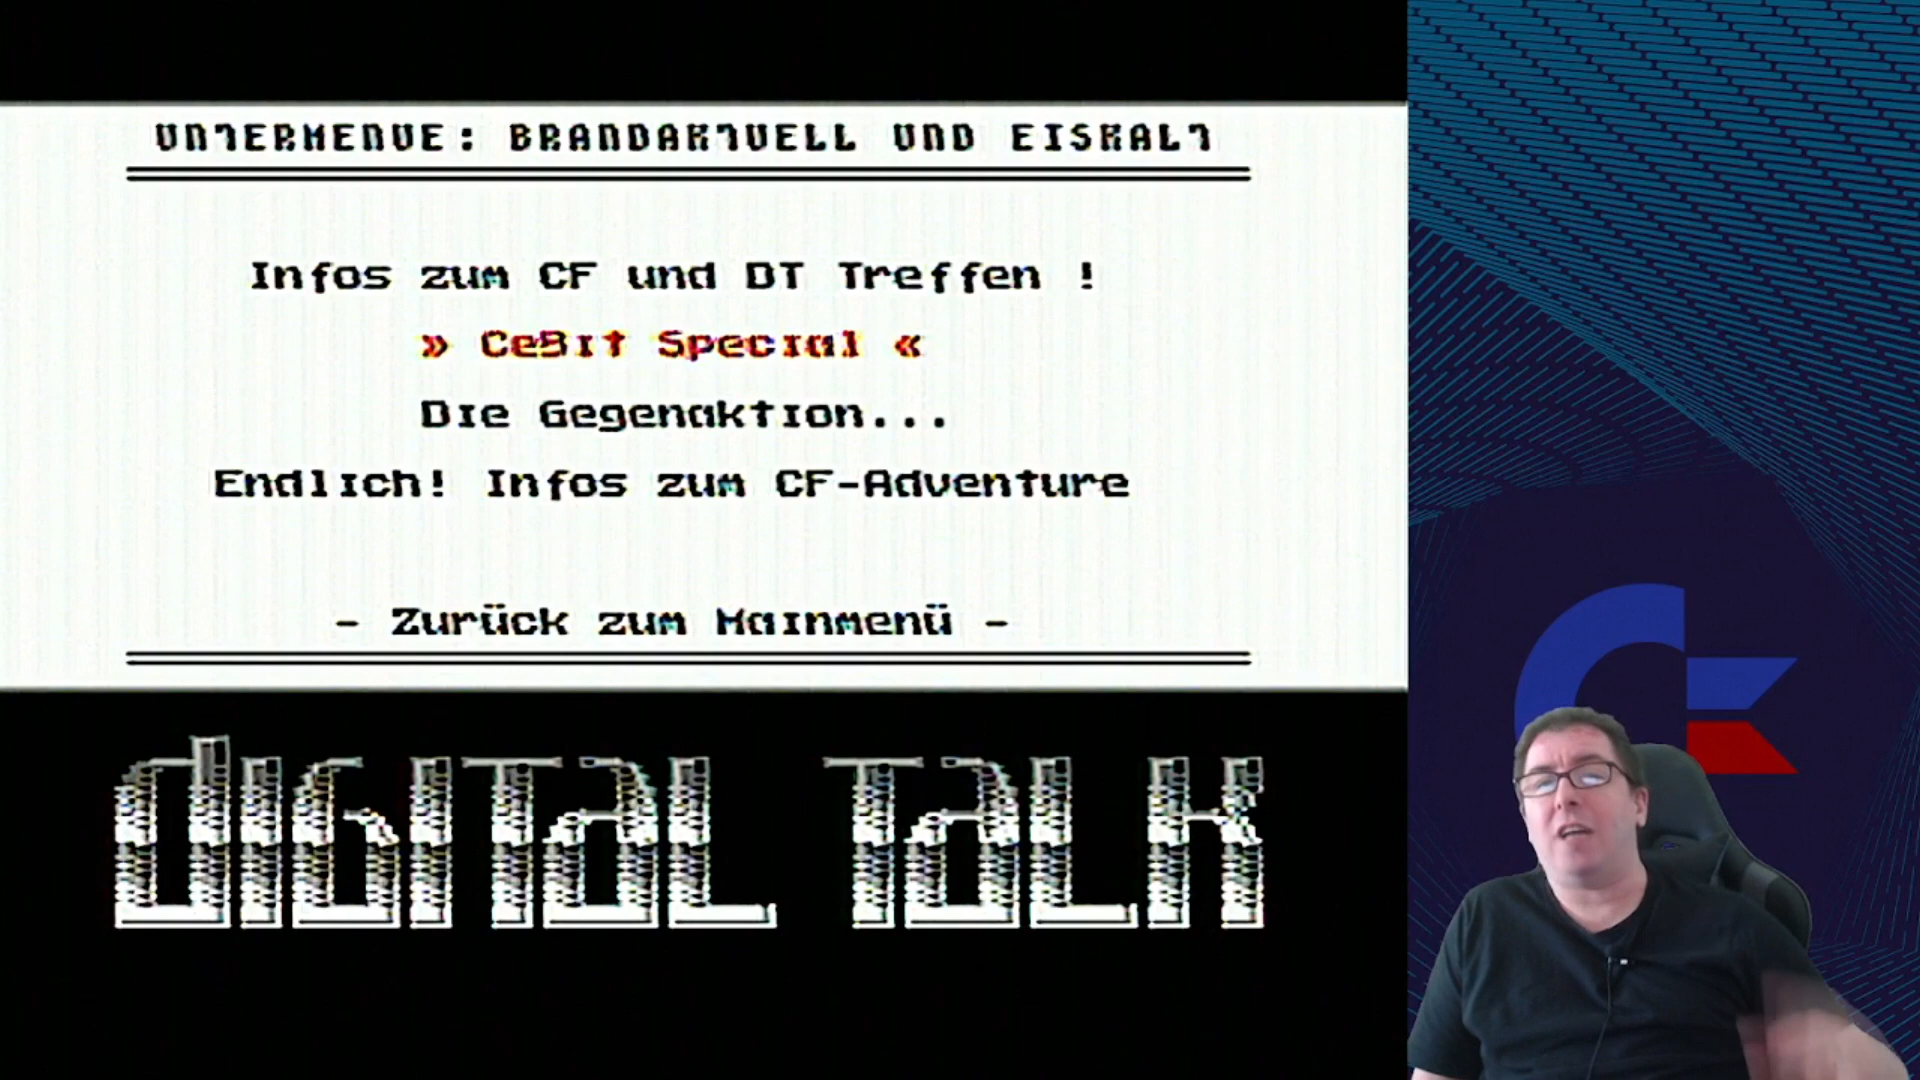 UNTERMENUE: BRANDAKTUELL UND EISKALT
Infos zum CF und DT Treffen !
» CeBit Special «
Die Gegenaktion...
Endlich! Infos zum CF-Adventure
- Zurück zum Mainmenü -
DIGITAL TALK